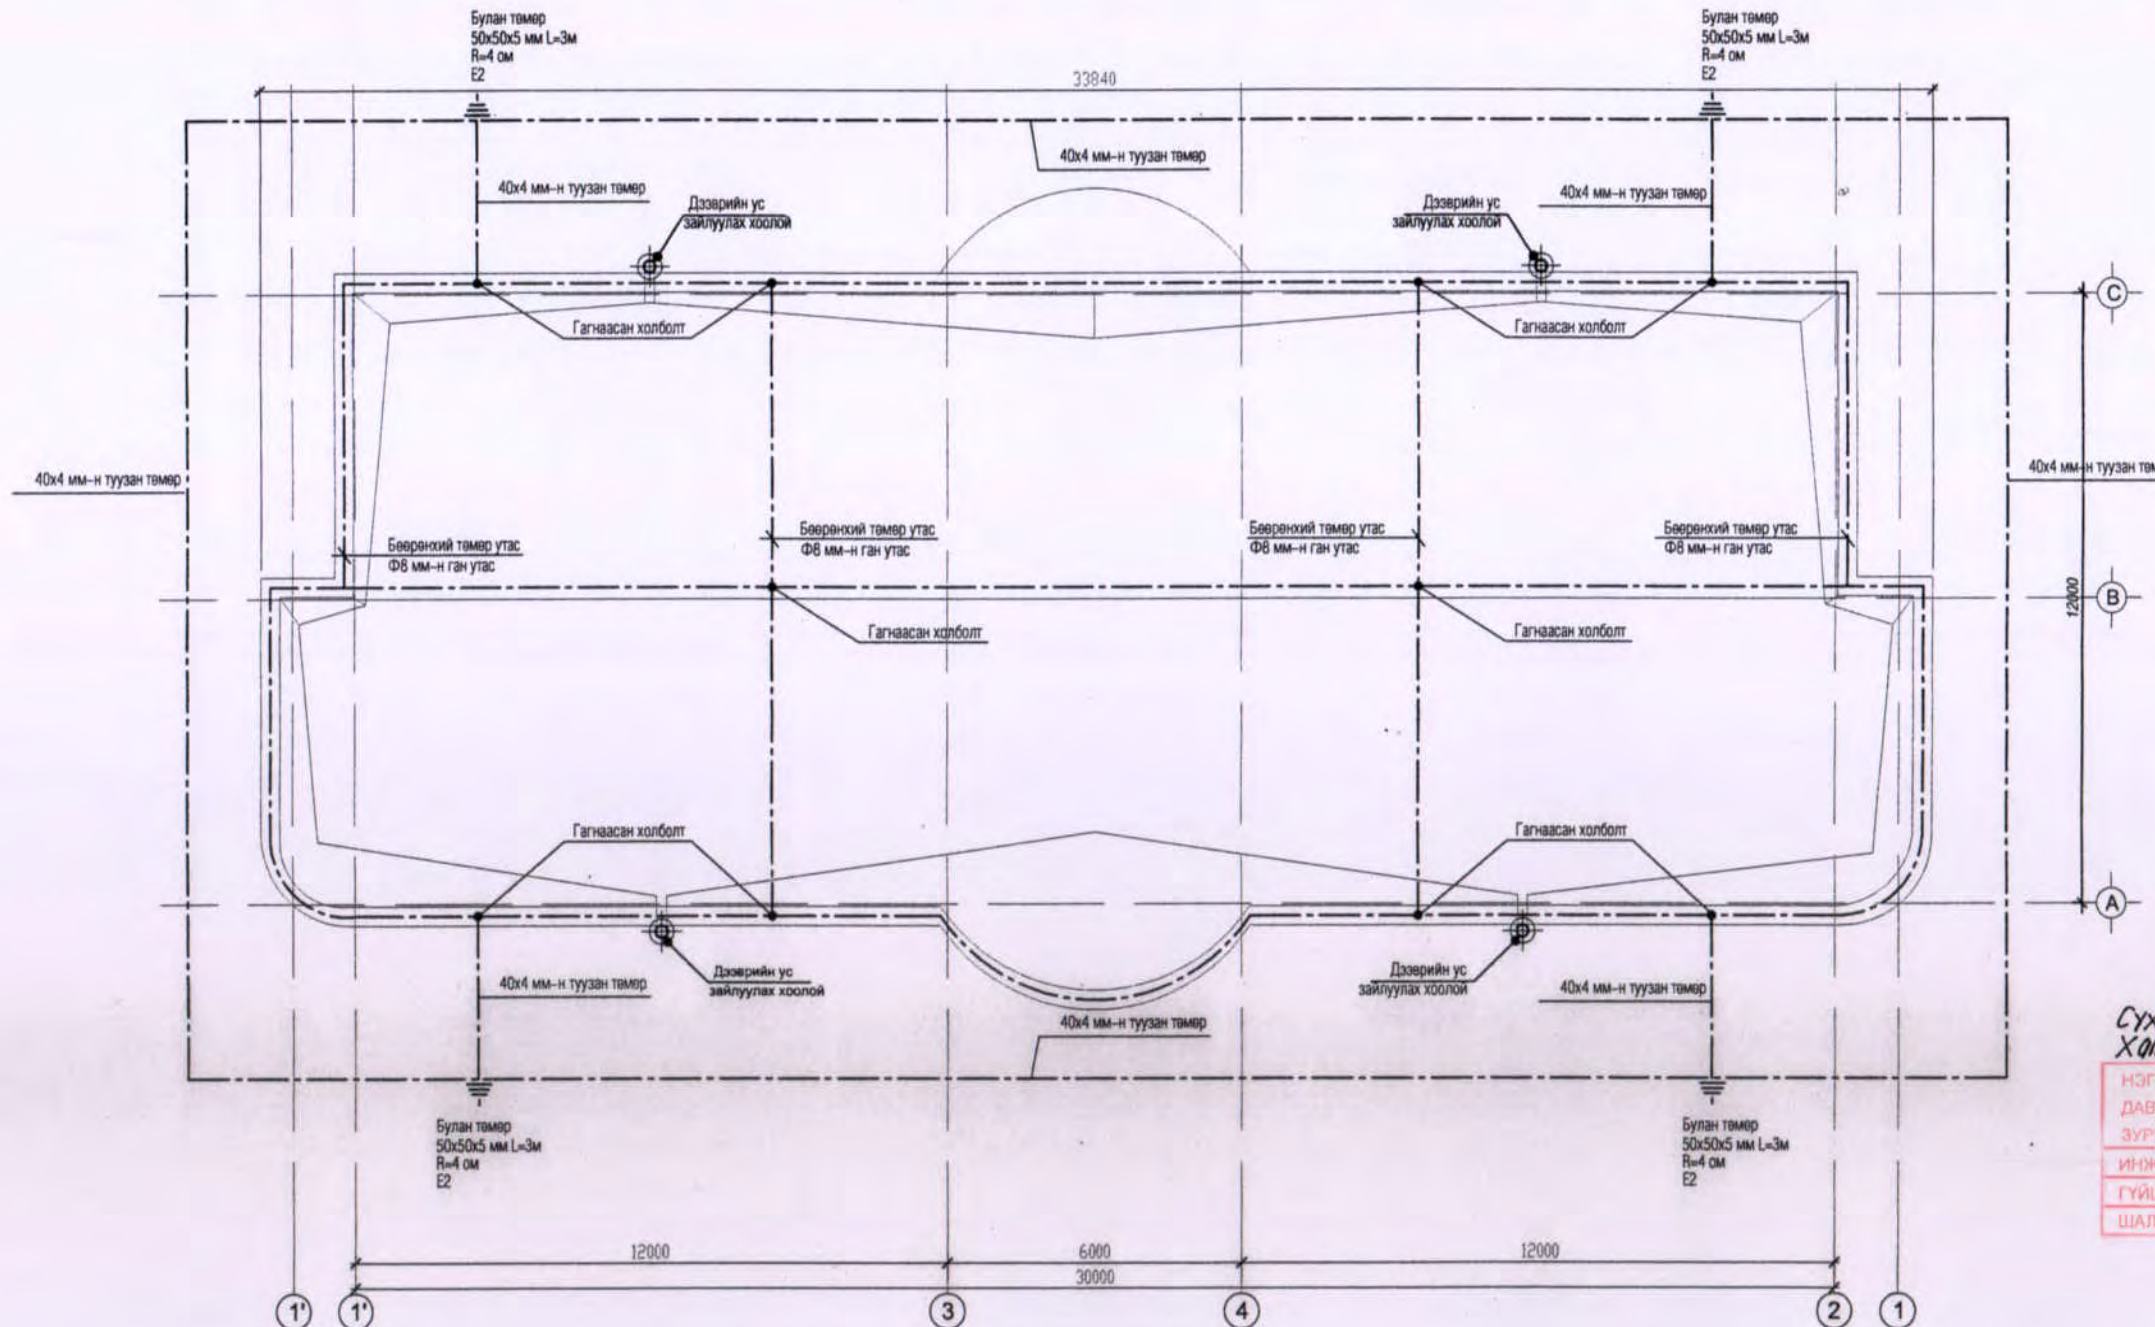 Булан төмөр
50x50x5 мм L=3м
R=4 ом
E2
Булан төмөр
50x50x5 мм L=3м
R=4 ом
E2
33840
40x4 мм-н туузан төмөр
40x4 мм-н туузан төмөр
Дээврийн ус
зайлуулах хоолой
Дээврийн ус
зайлуулах хоолой
40x4 мм-н туузан төмөр
C
Гагнаасан холболт
Гагнаасан холболт
40x4 мм-н туузан төмөр
40x4 мм-н туузан
Бөөрөнхий төмөр утас
Ф8 мм-н ган утас
Бөөрөнхий төмөр утас
Ф8 мм-н ган утас
Бөөрөнхий төмөр утас
Ф8 мм-н ган утас
Бөөрөнхий төмөр утас
Ф8 мм-н ган утас
12000
B
Гагнаасан холболт
Гагнаасан холболт
Гагнаасан холболт
Гагнаасан холболт
A
40x4 мм-н туузан төмөр
Дээврийн ус
зайлуулах хоолой
Дээврийн ус
зайлуулах хоолой
40x4 мм-н туузан төмөр
40x4 мм-н туузан төмөр
Булан төмөр
50x50x5 мм L=3м
R=4 ом
E2
Булан төмөр
50x50x5 мм L=3м
R=4 ом
E2
12000
6000
12000
30000
1'
1'
3
4
2
1